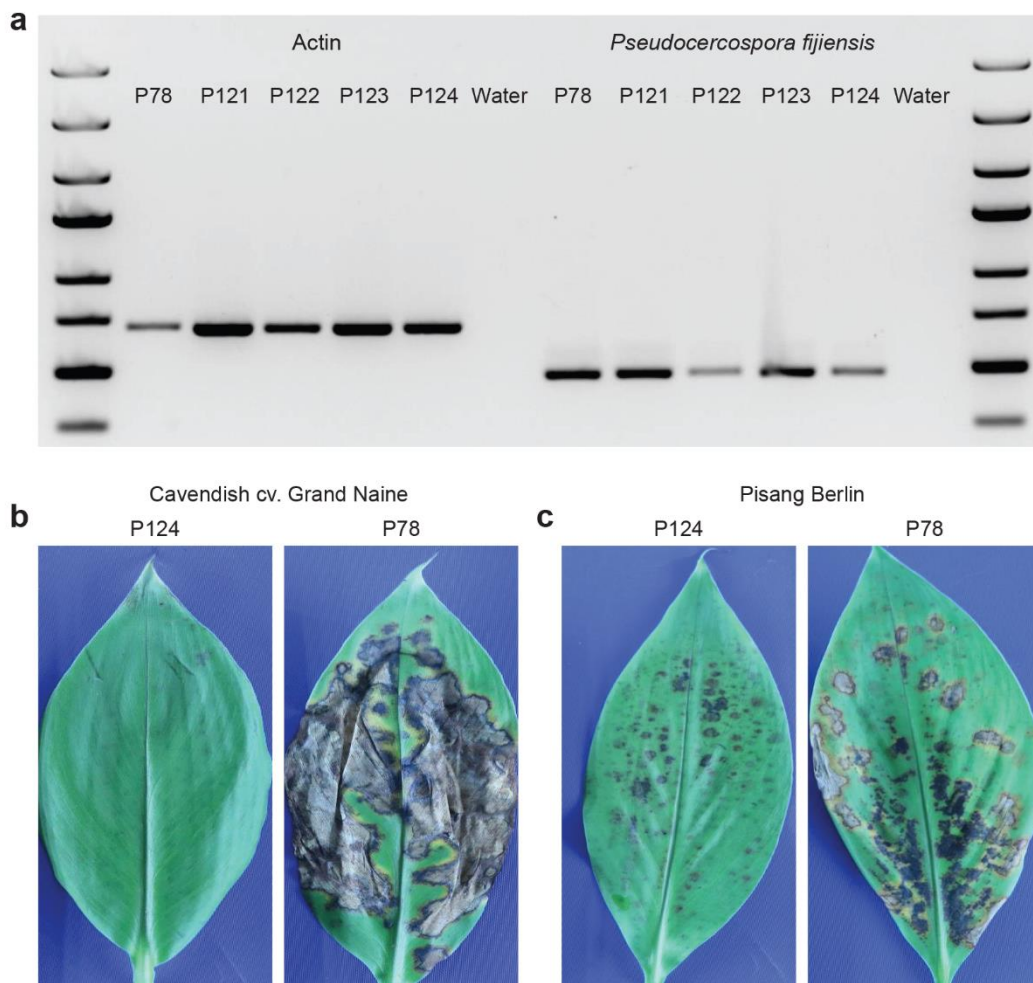 a
Actin Pseudocercospora fijiensis
P78 P121 P122 P123 P124 Water P78 P121 P122 P123 P124 Water
b
Cavendish cv. Grand Naine
P124 P78
c
Pisang Berlin
P124 P78